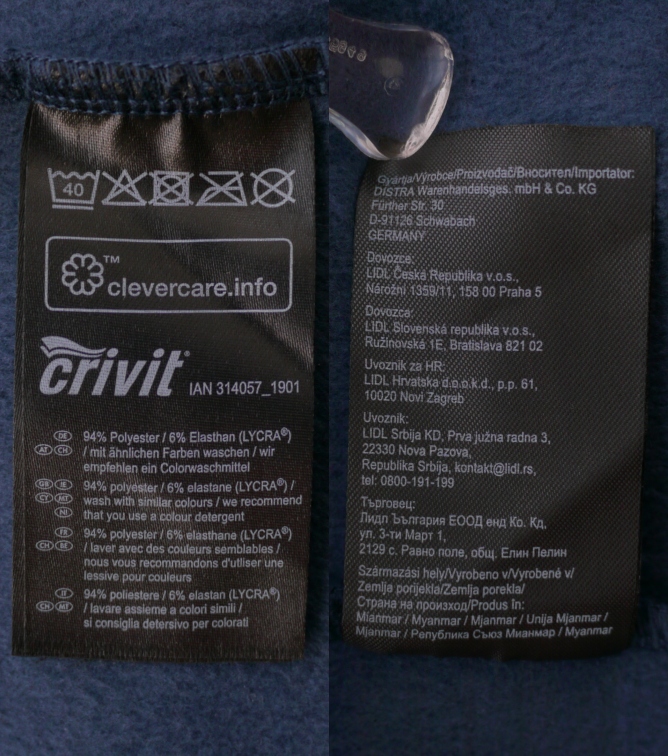 40
™
clevercare.info
crivit® IAN 314057_1901
DE
AT CH
94% Polyester / 6% Elasthan (LYCRA®)
/ mit ähnlichen Farben waschen / wir
empfehlen ein Colorwaschmittel
GB IE
CY MT
NI
94% polyester / 6% elastane (LYCRA®) /
wash with similar colours / we recommend
that you use a colour detergent
FR
CH BE
94% polyester / 6% elasthanne (LYCRA®)
/ laver avec des couleurs semblables /
nous vous recommandons d'utliser une
lessive pour couleurs
IT
CH MT
94% poliestere / 6% elastan (LYCRA®)
/ lavare assieme a colori simili /
si consiglia detersivo per colorati
Gyártja/Výrobce/Proizvođač/Вносител/Importator:
DISTRA Warenhandelsges. mbH & Co. KG
Fürther Str. 30
D-91126 Schwabach
GERMANY
Dovozce:
LIDL Česká Republika v.o.s.,
Nárožní 1359/11, 158 00 Praha 5
Dovozca:
LIDL Slovenská republika v.o.s.,
Ružinovská 1E, Bratislava 821 02
Uvoznik za HR:
LIDL Hrvatska d.o.o.k.d., p.p. 61,
10020 Novi Zagreb
Uvoznik:
LIDL Srbija KD, Prva južna radna 3,
22330 Nova Pazova,
Republika Srbija, kontakt@lidl.rs,
tel: 0800-191-199
Търговец:
Лидл България ЕООД енд Ко. Кд,
ул. 3-ти Март 1,
2129 с. Равно поле, общ. Елин Пелин
Származási hely/Vyrobeno v/Vyrobené v/
Zemlja porijekla/Zemlja porekla/
Страна на произход/Produs în:
Mianmar / Myanmar / Mjanmar / Unija Mjanmar /
Mjanmar / Република Съюз Мианмар / Myanmar